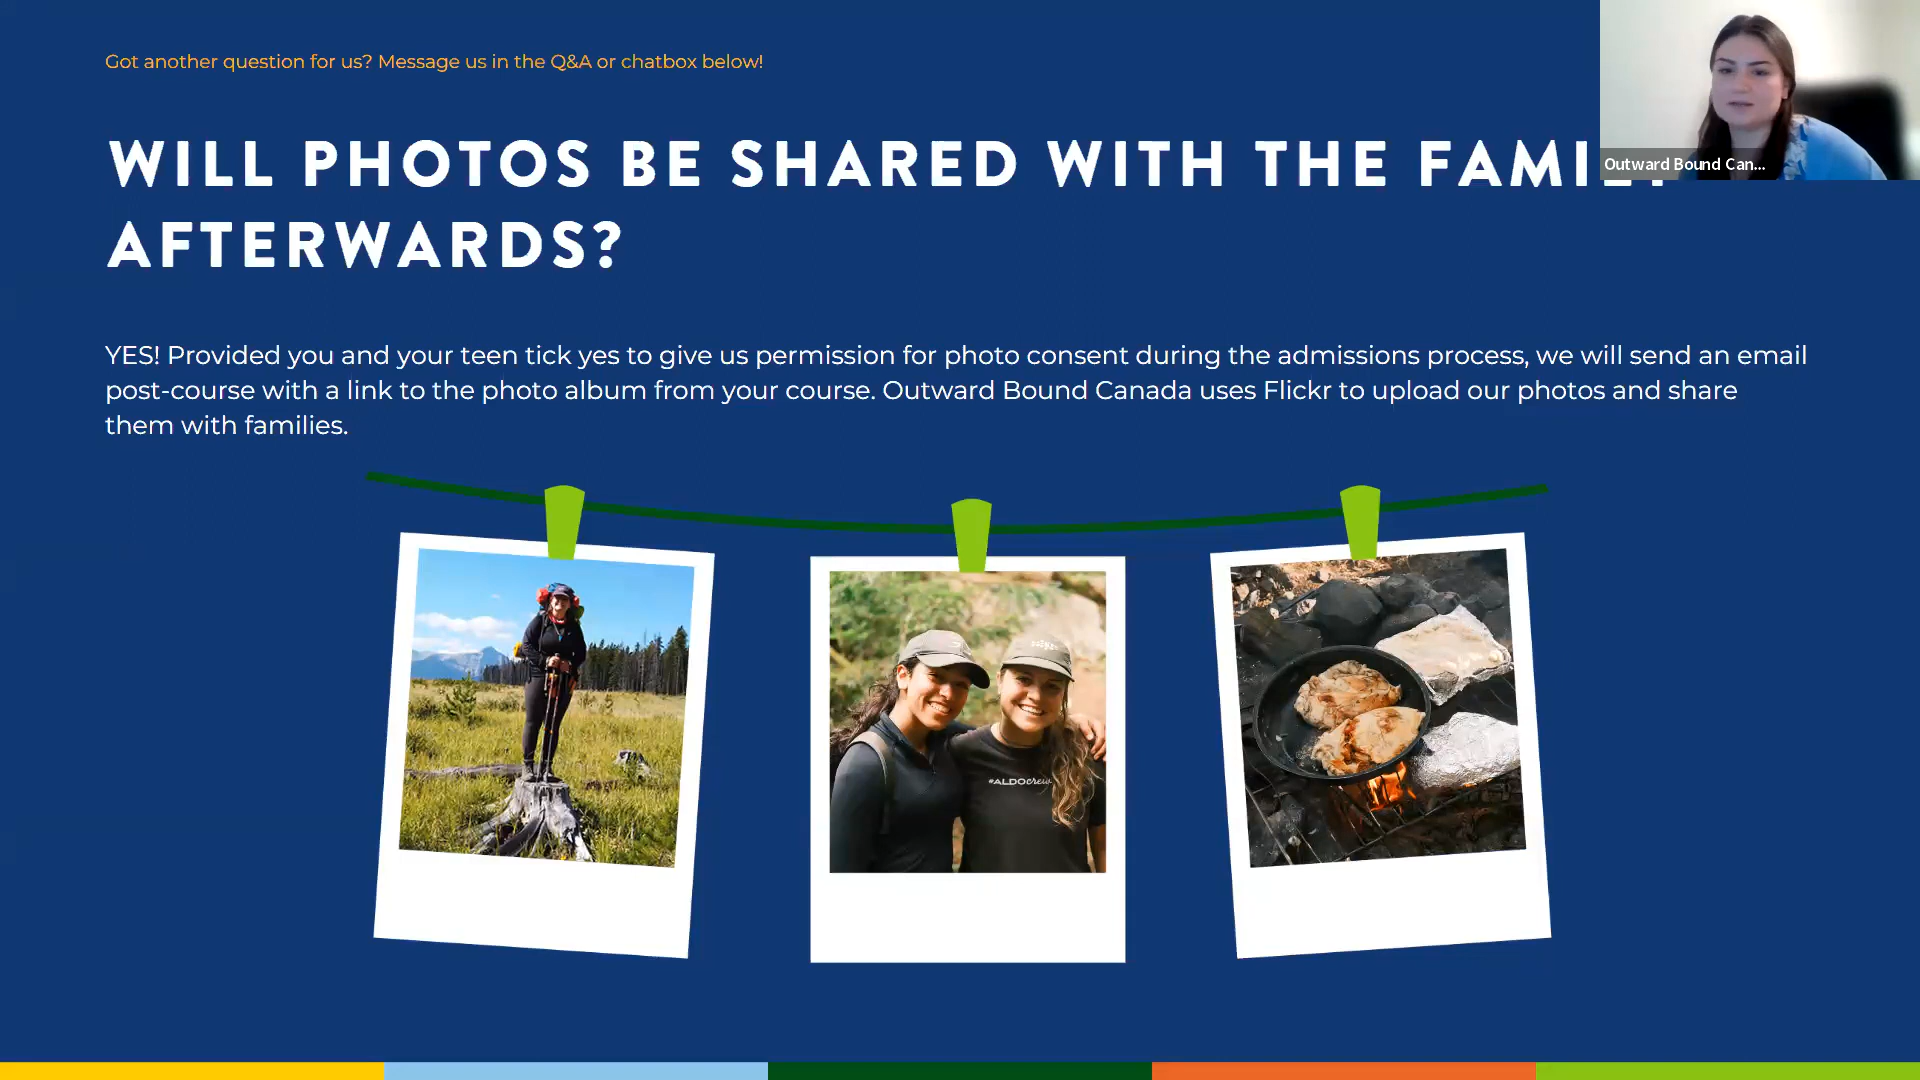 Got another question for us? Message us in the Q&A or chatbox below!
WILL PHOTOS BE SHARED WITH THE FAMILY
AFTERWARDS?
Outward Bound Can...
YES! Provided you and your teen tick yes to give us permission for photo consent during the admissions process, we will send an email
post-course with a link to the photo album from your course. Outward Bound Canada uses Flickr to upload our photos and share
them with families.
#ALDOcrew